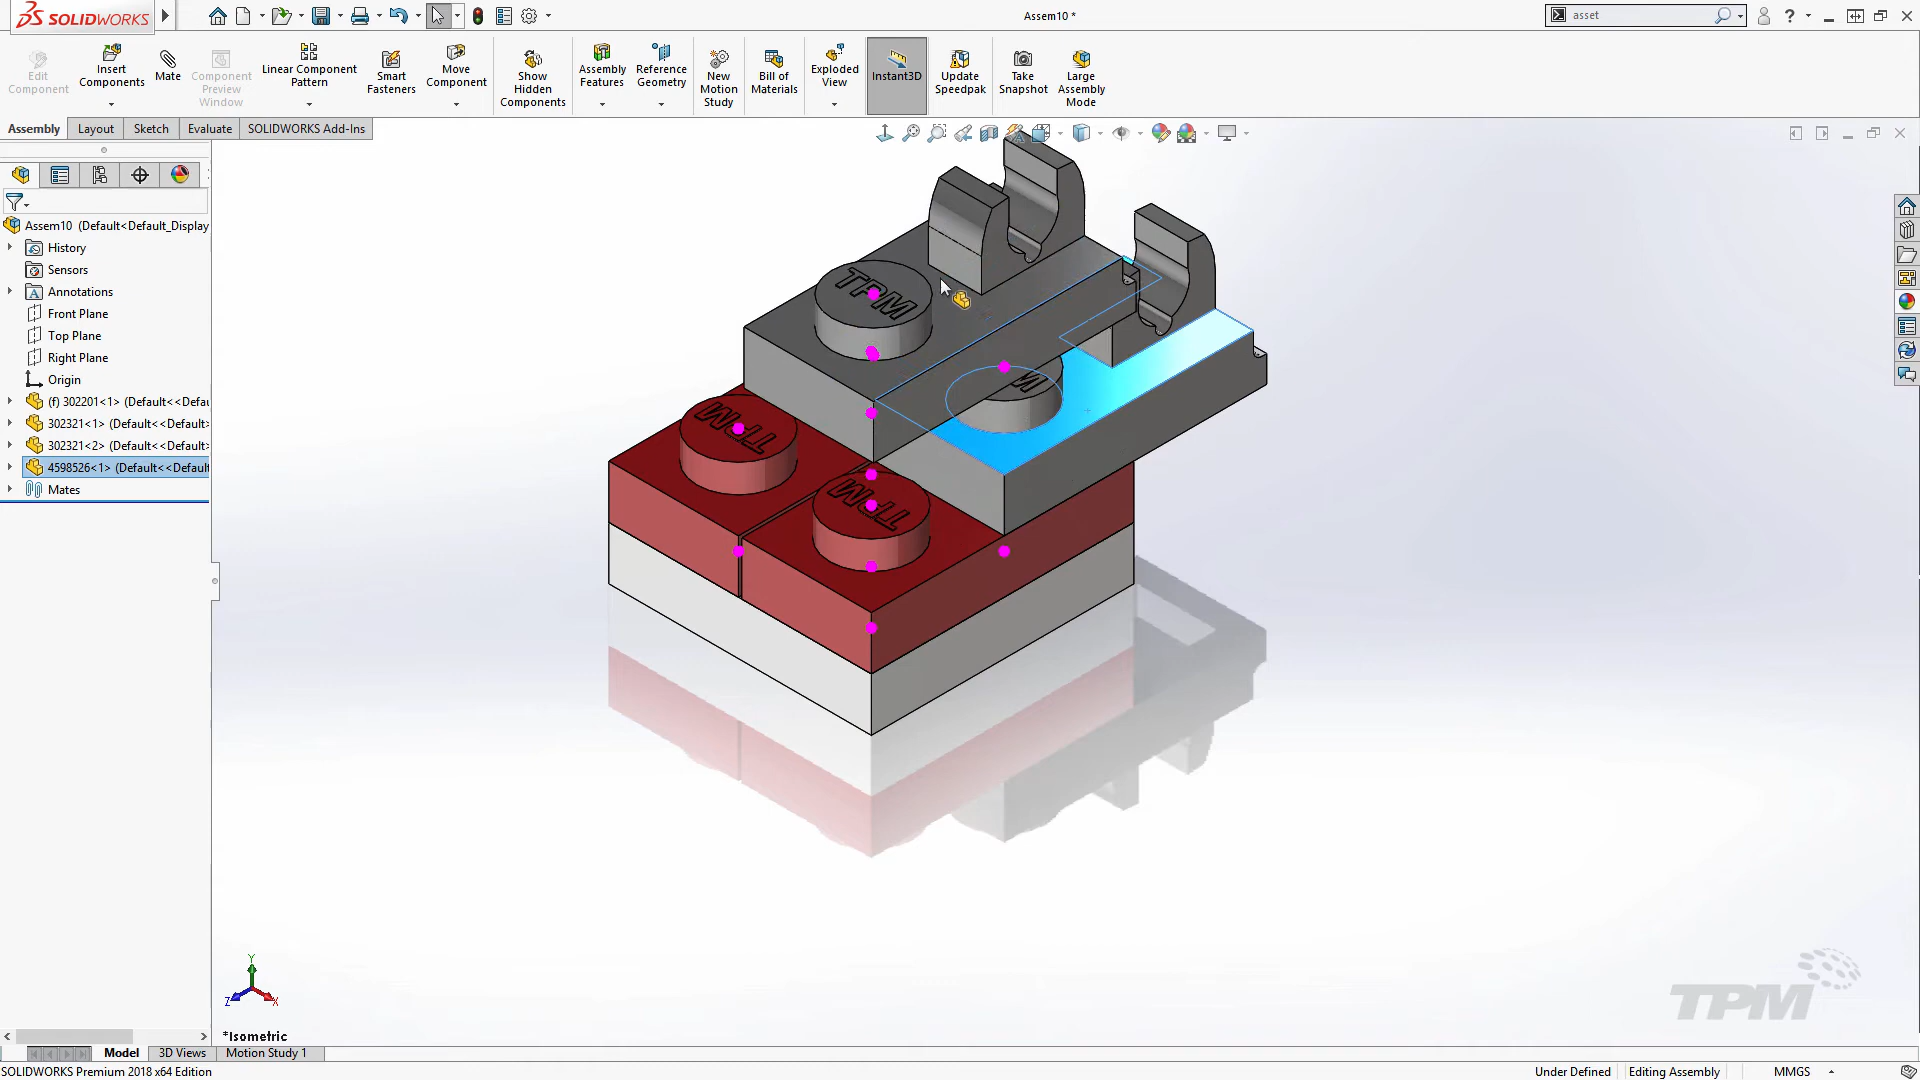 SOLIDWORKS
Assem10 *
asset
Edit Component
Insert Components
Mate
Component Preview Window
Linear Component Pattern
Smart Fasteners
Move Component
Show Hidden Components
Assembly Features
Reference Geometry
New Motion Study
Bill of Materials
Exploded View
Instant3D
Update Speedpak
Take Snapshot
Large Assembly Mode
Assembly
Layout
Sketch
Evaluate
SOLIDWORKS Add-Ins
Assem10 (Default<Default_Display
History
Sensors
Annotations
Front Plane
Top Plane
Right Plane
Origin
(f) 302201<1> (Default<<Defau
302321<1> (Default<<Default>
302321<2> (Default<<Default>
4598526<1> (Default<<Default
Mates
TPM
TPM
TPM
Y
Z
X
*Isometric
TPM
Model
3D Views
Motion Study 1
SOLIDWORKS Premium 2018 x64 Edition
Under Defined
Editing Assembly
MMGS